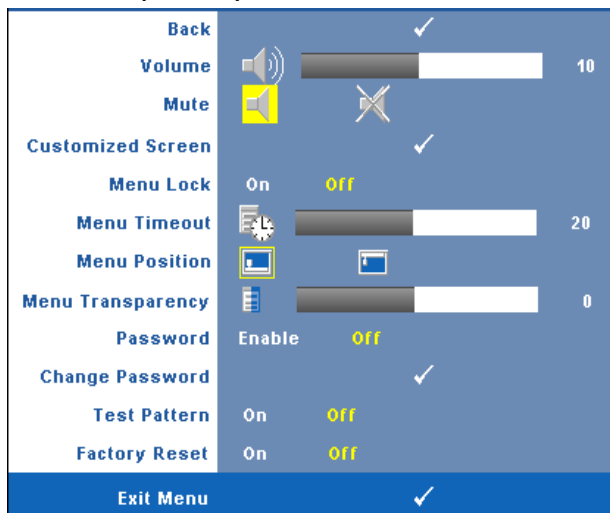 Back
Volume 10
Mute
Customized Screen
Menu Lock On Off
Menu Timeout 20
Menu Position
Menu Transparency 0
Password Enable Off
Change Password
Test Pattern On Off
Factory Reset On Off
Exit Menu